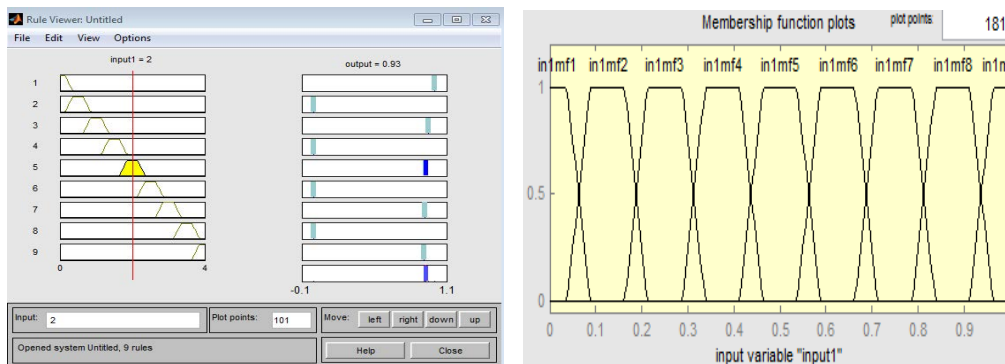 Rule Viewer: Untitled
File Edit View Options
input1 = 2
output = 0.93
1
2
3
4
5
6
7
8
9
0 4
-0.1 1.1
Input: 2
Plot points: 101
Move: left right down up
Opened system Untitled, 9 rules
Help Close
Membership function plots
plot points: 181
in1mf1 in1mf2 in1mf3 in1mf4 in1mf5 in1mf6 in1mf7 in1mf8
1
0.5
0
0 0.1 0.2 0.3 0.4 0.5 0.6 0.7 0.8 0.9
input variable "input1"